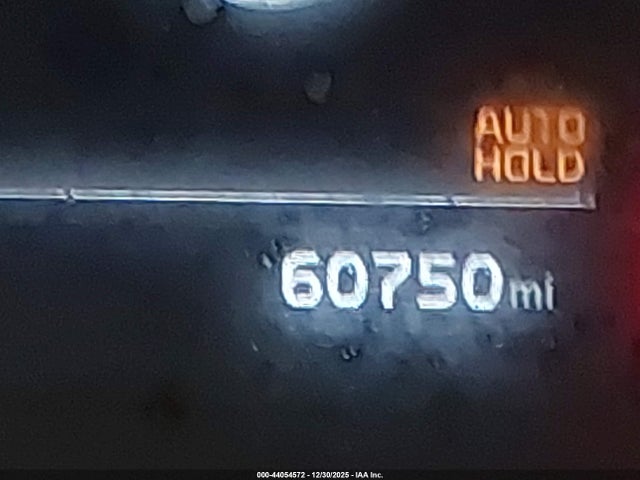 AUTO
HOLD
60750 mi
000-44054572 - 12/30/2025 - IAA Inc.